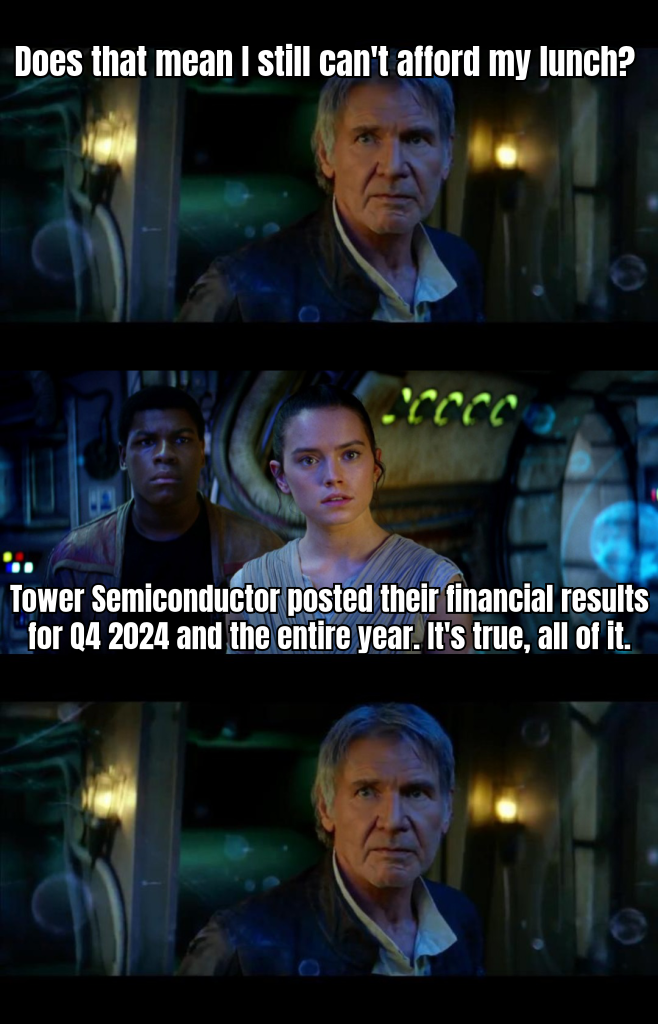 Does that mean I still can't afford my lunch?
Tower Semiconductor posted their financial results
for Q4 2024 and the entire year. It's true, all of it.